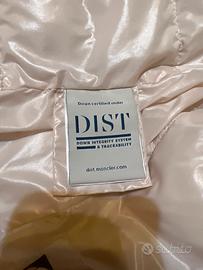 Down certified under
DIST
DOWN INTEGRITY SYSTEM
& TRACEABILITY
dist.moncler.com
subito